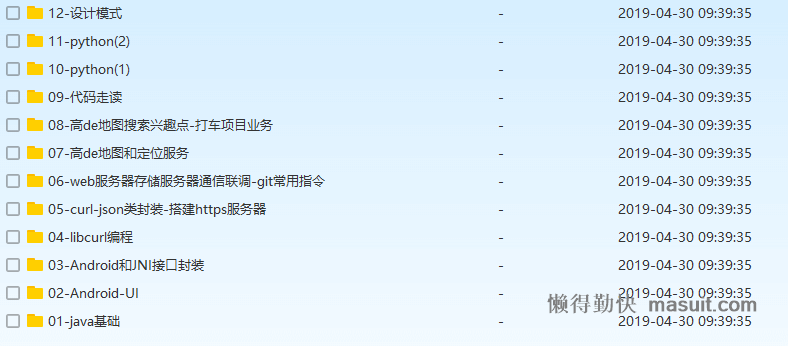 12-设计模式 - 2019-04-30 09:39:35
11-python(2) - 2019-04-30 09:39:35
10-python(1) - 2019-04-30 09:39:35
09-代码走读 - 2019-04-30 09:39:35
08-高de地图搜索兴趣点-打车项目业务 - 2019-04-30 09:39:35
07-高de地图和定位服务 - 2019-04-30 09:39:35
06-web服务器存储服务器通信联调-git常用指令 - 2019-04-30 09:39:35
05-curl-json类封装-搭建https服务器 - 2019-04-30 09:39:35
04-libcurl编程 - 2019-04-30 09:39:35
03-Android和JNI接口封装 - 2019-04-30 09:39:35
02-Android-UI - 2019-04-30 09:39:35
懒得勤快 masuit.com
01-java基础 - 2019-04-30 09:39:35